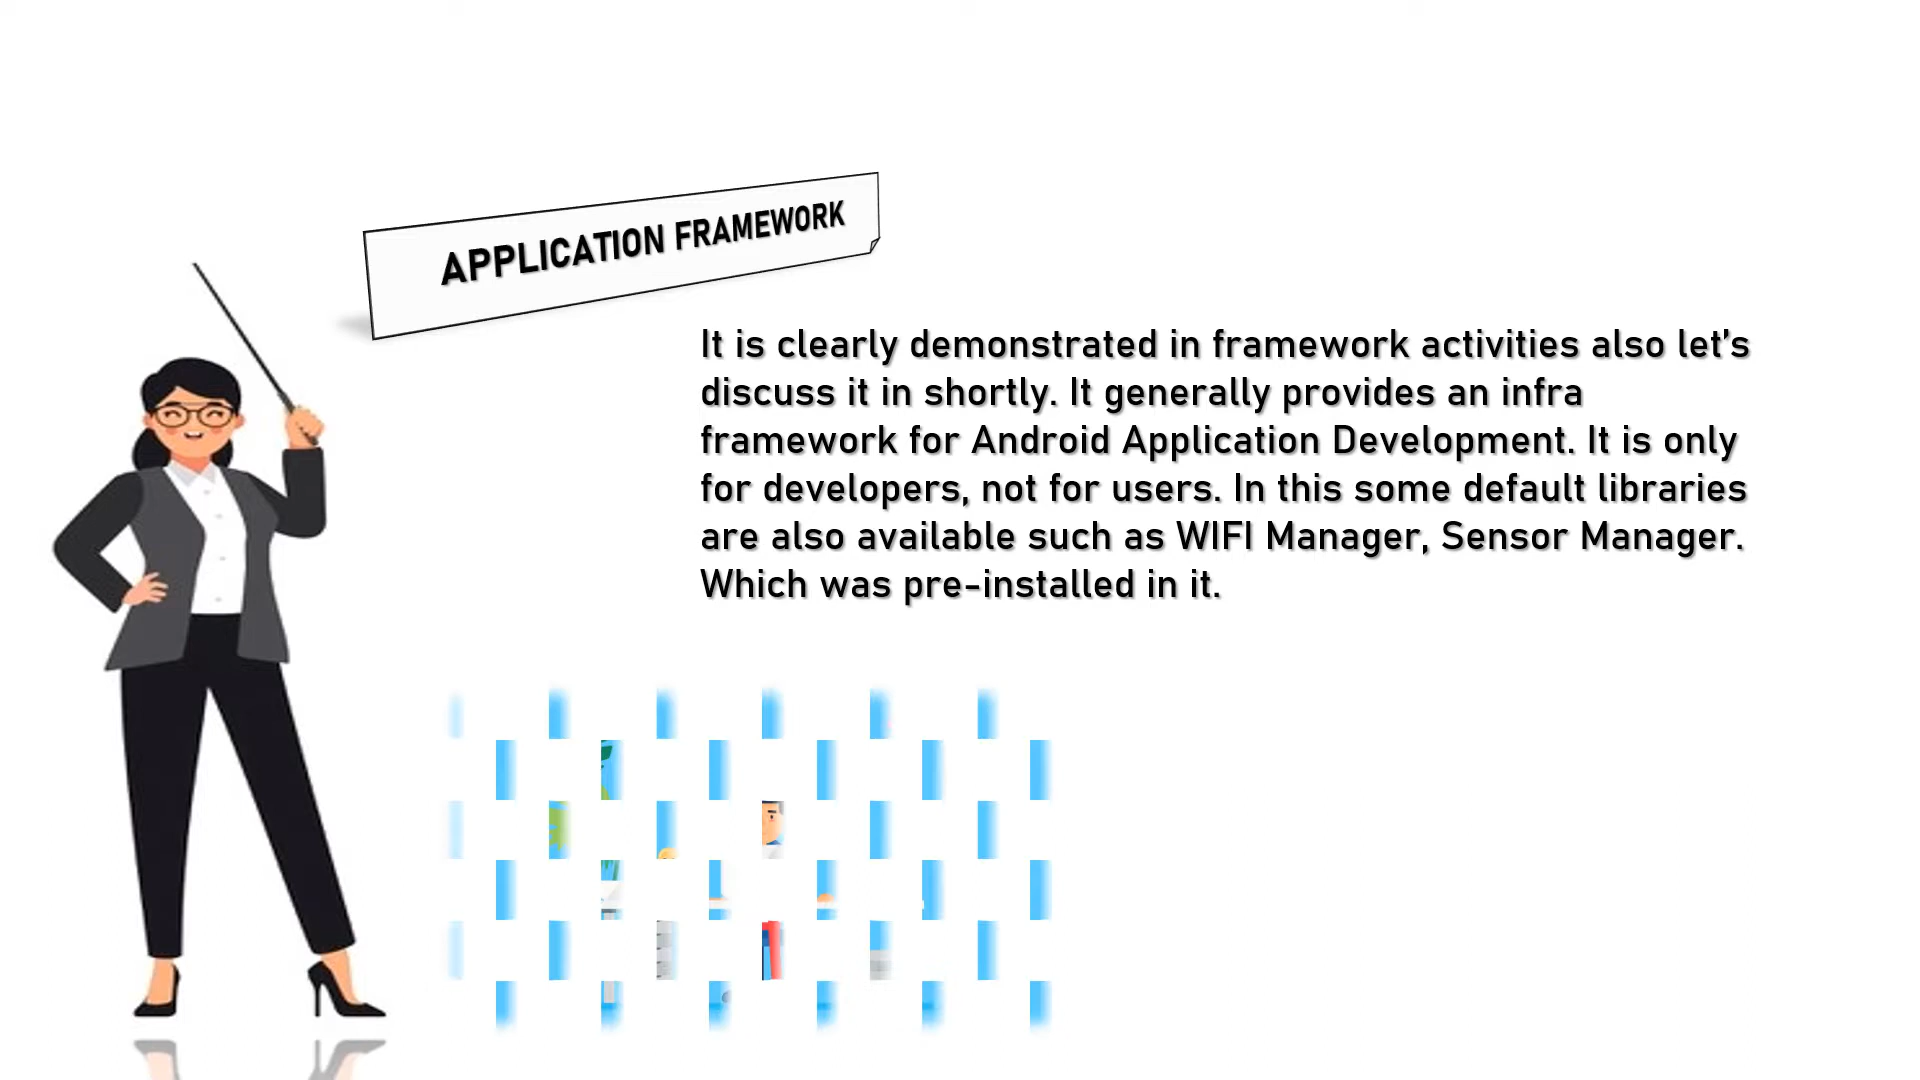 APPLICATION FRAMEWORK
It is clearly demonstrated in framework activities also let's
discuss it in shortly. It generally provides an infra
framework for Android Application Development. It is only
for developers, not for users. In this some default libraries
are also available such as WIFI Manager, Sensor Manager.
Which was pre-installed in it.